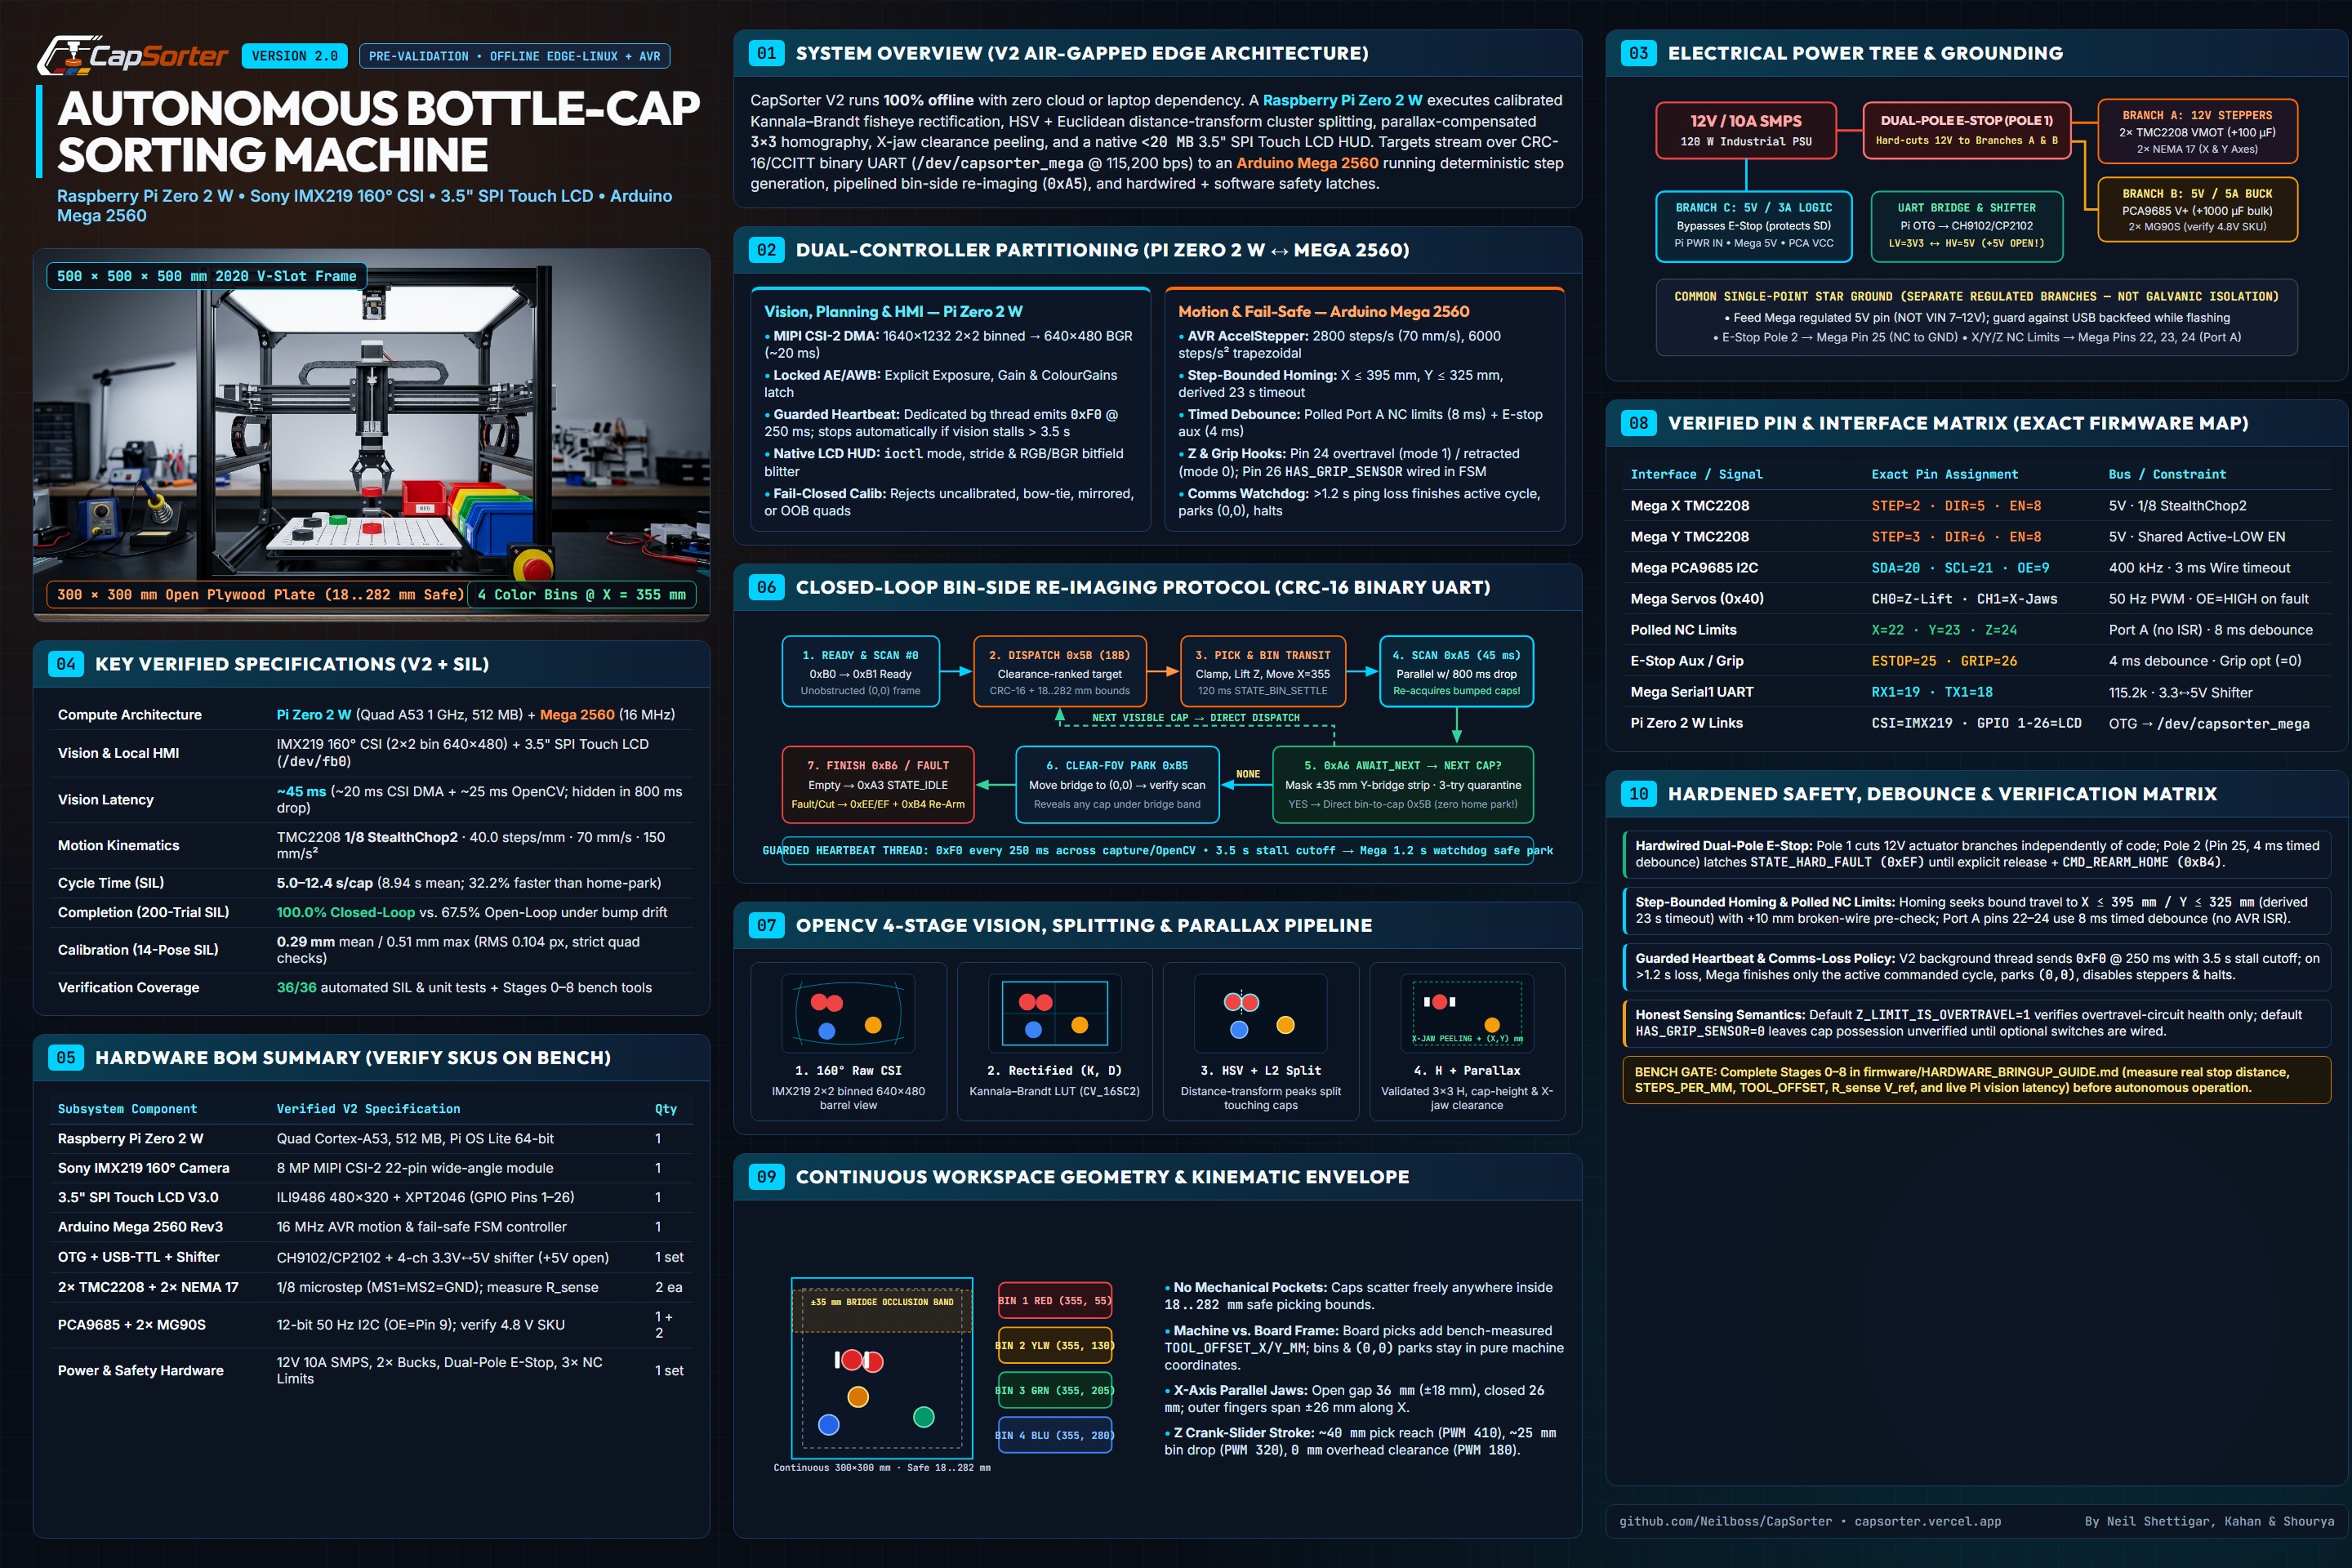 CapSorter
VERSION 2.0
PRE-VALIDATION • OFFLINE EDGE-LINUX + AVR
AUTONOMOUS BOTTLE-CAP
SORTING MACHINE
Raspberry Pi Zero 2 W • Sony IMX219 160° CSI • 3.5" SPI Touch LCD • Arduino
Mega 2560
500 × 500 × 500 mm 2020 V-Slot Frame
RED
300 × 300 mm Open Plywood Plate (18..282 mm Safe)
4 Color Bins @ X = 355 mm
04 KEY VERIFIED SPECIFICATIONS (V2 + SIL)
Compute Architecture Pi Zero 2 W (Quad A53 1 GHz, 512 MB) + Mega 2560 (16 MHz)
Vision & Local HMI IMX219 160° CSI (2×2 bin 640×480) + 3.5" SPI Touch LCD
(/dev/fb0)
Vision Latency ~45 ms (~20 ms CSI DMA + ~25 ms OpenCV; hidden in 800 ms
drop)
Motion Kinematics TMC2208 1/8 StealthChop2 · 40.0 steps/mm · 70 mm/s · 150
mm/s²
Cycle Time (SIL) 5.0–12.4 s/cap (8.94 s mean; 32.2% faster than home-park)
Completion (200-Trial SIL) 100.0% Closed-Loop vs. 67.5% Open-Loop under bump drift
Calibration (14-Pose SIL) 0.29 mm mean / 0.51 mm max (RMS 0.104 px, strict quad
checks)
Verification Coverage 36/36 automated SIL & unit tests + Stages 0–8 bench tools
05 HARDWARE BOM SUMMARY (VERIFY SKUS ON BENCH)
Subsystem Component Verified V2 Specification Qty
Raspberry Pi Zero 2 W Quad Cortex-A53, 512 MB, Pi OS Lite 64-bit 1
Sony IMX219 160° Camera 8 MP MIPI CSI-2 22-pin wide-angle module 1
3.5" SPI Touch LCD V3.0 ILI9486 480×320 + XPT2046 (GPIO Pins 1–26) 1
Arduino Mega 2560 Rev3 16 MHz AVR motion & fail-safe FSM controller 1
OTG + USB-TTL + Shifter CH9102/CP2102 + 4-ch 3.3V↔5V shifter (+5V open) 1 set
2× TMC2208 + 2× NEMA 17 1/8 microstep (MS1=MS2=GND); measure R_sense 2 ea
PCA9685 + 2× MG90S 12-bit 50 Hz I2C (OE=Pin 9); verify 4.8 V SKU 1 +
2
Power & Safety Hardware 12V 10A SMPS, 2× Bucks, Dual-Pole E-Stop, 3× NC
Limits 1 set
01 SYSTEM OVERVIEW (V2 AIR-GAPPED EDGE ARCHITECTURE)
CapSorter V2 runs 100% offline with zero cloud or laptop dependency. A Raspberry Pi Zero 2 W executes calibrated
Kannala–Brandt fisheye rectification, HSV + Euclidean distance-transform cluster splitting, parallax-compensated
3×3 homography, X-jaw clearance peeling, and a native <20 MB 3.5" SPI Touch LCD HUD. Targets stream over CRC-
16/CCITT binary UART (/dev/capsorter_mega @ 115,200 bps) to an Arduino Mega 2560 running deterministic step
generation, pipelined bin-side re-imaging (0xA5), and hardwired + software safety latches.
02 DUAL-CONTROLLER PARTITIONING (PI ZERO 2 W ↔ MEGA 2560)
Vision, Planning & HMI — Pi Zero 2 W
• MIPI CSI-2 DMA: 1640×1232 2×2 binned → 640×480 BGR
(~20 ms)
• Locked AE/AWB: Explicit Exposure, Gain & ColourGains
latch
• Guarded Heartbeat: Dedicated bg thread emits 0xF0 @
250 ms; stops automatically if vision stalls > 3.5 s
• Native LCD HUD: ioctl mode, stride & RGB/BGR bitfield
blitter
• Fail-Closed Calib: Rejects uncalibrated, bow-tie, mirrored,
or OOB quads
Motion & Fail-Safe — Arduino Mega 2560
• AVR AccelStepper: 2800 steps/s (70 mm/s), 6000
steps/s² trapezoidal
• Step-Bounded Homing: X ≤ 395 mm, Y ≤ 325 mm,
derived 23 s timeout
• Timed Debounce: Polled Port A NC limits (8 ms) + E-stop
aux (4 ms)
• Z & Grip Hooks: Pin 24 overtravel (mode 1) / retracted
(mode 0); Pin 26 HAS_GRIP_SENSOR wired in FSM
• Comms Watchdog: >1.2 s ping loss finishes active cycle,
parks (0,0), halts
06 CLOSED-LOOP BIN-SIDE RE-IMAGING PROTOCOL (CRC-16 BINARY UART)
1. READY & SCAN #0
0xB0 → 0xB1 Ready
Unobstructed (0,0) frame
2. DISPATCH 0x5B (18B)
Clearance-ranked target
CRC-16 + 18..282 mm bounds
3. PICK & BIN TRANSIT
Clamp, Lift Z, Move X=355
120 ms STATE_BIN_SETTLE
4. SCAN 0xA5 (45 ms)
Parallel w/ 800 ms drop
Re-acquires bumped caps!
NEXT VISIBLE CAP → DIRECT DISPATCH
7. FINISH 0xB6 / FAULT
Empty → 0xA3 STATE_IDLE
Fault/Cut → 0xEE/EF + 0xB4 Re-Arm
6. CLEAR-FOV PARK 0xB5
Move bridge to (0,0) → verify scan
Reveals any cap under bridge band
NONE
5. 0xA6 AWAIT_NEXT → NEXT CAP?
Mask ±35 mm Y-bridge strip · 3-try quarantine
YES → Direct bin-to-cap 0x5B (zero home park!)
GUARDED HEARTBEAT THREAD: 0xF0 every 250 ms across capture/OpenCV • 3.5 s stall cutoff → Mega 1.2 s watchdog safe park
07 OPENCV 4-STAGE VISION, SPLITTING & PARALLAX PIPELINE
1. 160° Raw CSI
IMX219 2×2 binned 640×480
barrel view
2. Rectified (K, D)
Kannala–Brandt LUT (CV_16SC2)
3. HSV + L2 Split
Distance-transform peaks split
touching caps
X-JAW PEELING + (X,Y) mm
4. H + Parallax
Validated 3×3 H, cap-height & X-
jaw clearance
09 CONTINUOUS WORKSPACE GEOMETRY & KINEMATIC ENVELOPE
±35 mm BRIDGE OCCLUSION BAND
BIN 1 RED (355, 55)
BIN 2 YLW (355, 130)
BIN 3 GRN (355, 205)
BIN 4 BLU (355, 280)
Continuous 300×300 mm · Safe 18..282 mm
• No Mechanical Pockets: Caps scatter freely anywhere inside
18..282 mm safe picking bounds.
• Machine vs. Board Frame: Board picks add bench-measured
TOOL_OFFSET_X/Y_MM; bins & (0,0) parks stay in pure machine
coordinates.
• X-Axis Parallel Jaws: Open gap 36 mm (±18 mm), closed 26
mm; outer fingers span ±26 mm along X.
• Z Crank-Slider Stroke: ~40 mm pick reach (PWM 410), ~25 mm
bin drop (PWM 320), 0 mm overhead clearance (PWM 180).
03 ELECTRICAL POWER TREE & GROUNDING
12V / 10A SMPS
120 W Industrial PSU
DUAL-POLE E-STOP (POLE 1)
Hard-cuts 12V to Branches A & B
BRANCH A: 12V STEPPERS
2× TMC2208 VMOT (+100 µF)
2× NEMA 17 (X & Y Axes)
BRANCH C: 5V / 3A LOGIC
Bypasses E-Stop (protects SD)
Pi PWR IN • Mega 5V • PCA VCC
UART BRIDGE & SHIFTER
Pi OTG → CH9102/CP2102
LV=3V3 ↔ HV=5V (+5V OPEN!)
BRANCH B: 5V / 5A BUCK
PCA9685 V+ (+1000 µF bulk)
2× MG90S (verify 4.8V SKU)
COMMON SINGLE-POINT STAR GROUND (SEPARATE REGULATED BRANCHES — NOT GALVANIC ISOLATION)
• Feed Mega regulated 5V pin (NOT VIN 7–12V); guard against USB backfeed while flashing
• E-Stop Pole 2 → Mega Pin 25 (NC to GND) • X/Y/Z NC Limits → Mega Pins 22, 23, 24 (Port A)
08 VERIFIED PIN & INTERFACE MATRIX (EXACT FIRMWARE MAP)
Interface / Signal Exact Pin Assignment Bus / Constraint
Mega X TMC2208 STEP=2 · DIR=5 · EN=8 5V · 1/8 StealthChop2
Mega Y TMC2208 STEP=3 · DIR=6 · EN=8 5V · Shared Active-LOW EN
Mega PCA9685 I2C SDA=20 · SCL=21 · OE=9 400 kHz · 3 ms Wire timeout
Mega Servos (0x40) CH0=Z-Lift · CH1=X-Jaws 50 Hz PWM · OE=HIGH on fault
Polled NC Limits X=22 · Y=23 · Z=24 Port A (no ISR) · 8 ms debounce
E-Stop Aux / Grip ESTOP=25 · GRIP=26 4 ms debounce · Grip opt (=0)
Mega Serial1 UART RX1=19 · TX1=18 115.2k · 3.3↔5V Shifter
Pi Zero 2 W Links CSI=IMX219 · GPIO 1-26=LCD OTG → /dev/capsorter_mega
10 HARDENED SAFETY, DEBOUNCE & VERIFICATION MATRIX
Hardwired Dual-Pole E-Stop: Pole 1 cuts 12V actuator branches independently of code; Pole 2 (Pin 25, 4 ms timed
debounce) latches STATE_HARD_FAULT (0xEF) until explicit release + CMD_REARM_HOME (0xB4).
Step-Bounded Homing & Polled NC Limits: Homing seeks bound travel to X ≤ 395 mm / Y ≤ 325 mm (derived
23 s timeout) with +10 mm broken-wire pre-check; Port A pins 22–24 use 8 ms timed debounce (no AVR ISR).
Guarded Heartbeat & Comms-Loss Policy: V2 background thread sends 0xF0 @ 250 ms with 3.5 s stall cutoff; on
>1.2 s loss, Mega finishes only the active commanded cycle, parks (0,0), disables steppers & halts.
Honest Sensing Semantics: Default Z_LIMIT_IS_OVERTRAVEL=1 verifies overtravel-circuit health only; default
HAS_GRIP_SENSOR=0 leaves cap possession unverified until optional switches are wired.
BENCH GATE: Complete Stages 0–8 in firmware/HARDWARE_BRINGUP_GUIDE.md (measure real stop distance,
STEPS_PER_MM, TOOL_OFFSET, R_sense V_ref, and live Pi vision latency) before autonomous operation.
github.com/Neilboss/CapSorter • capsorter.vercel.app
By Neil Shettigar, Kahan & Shourya